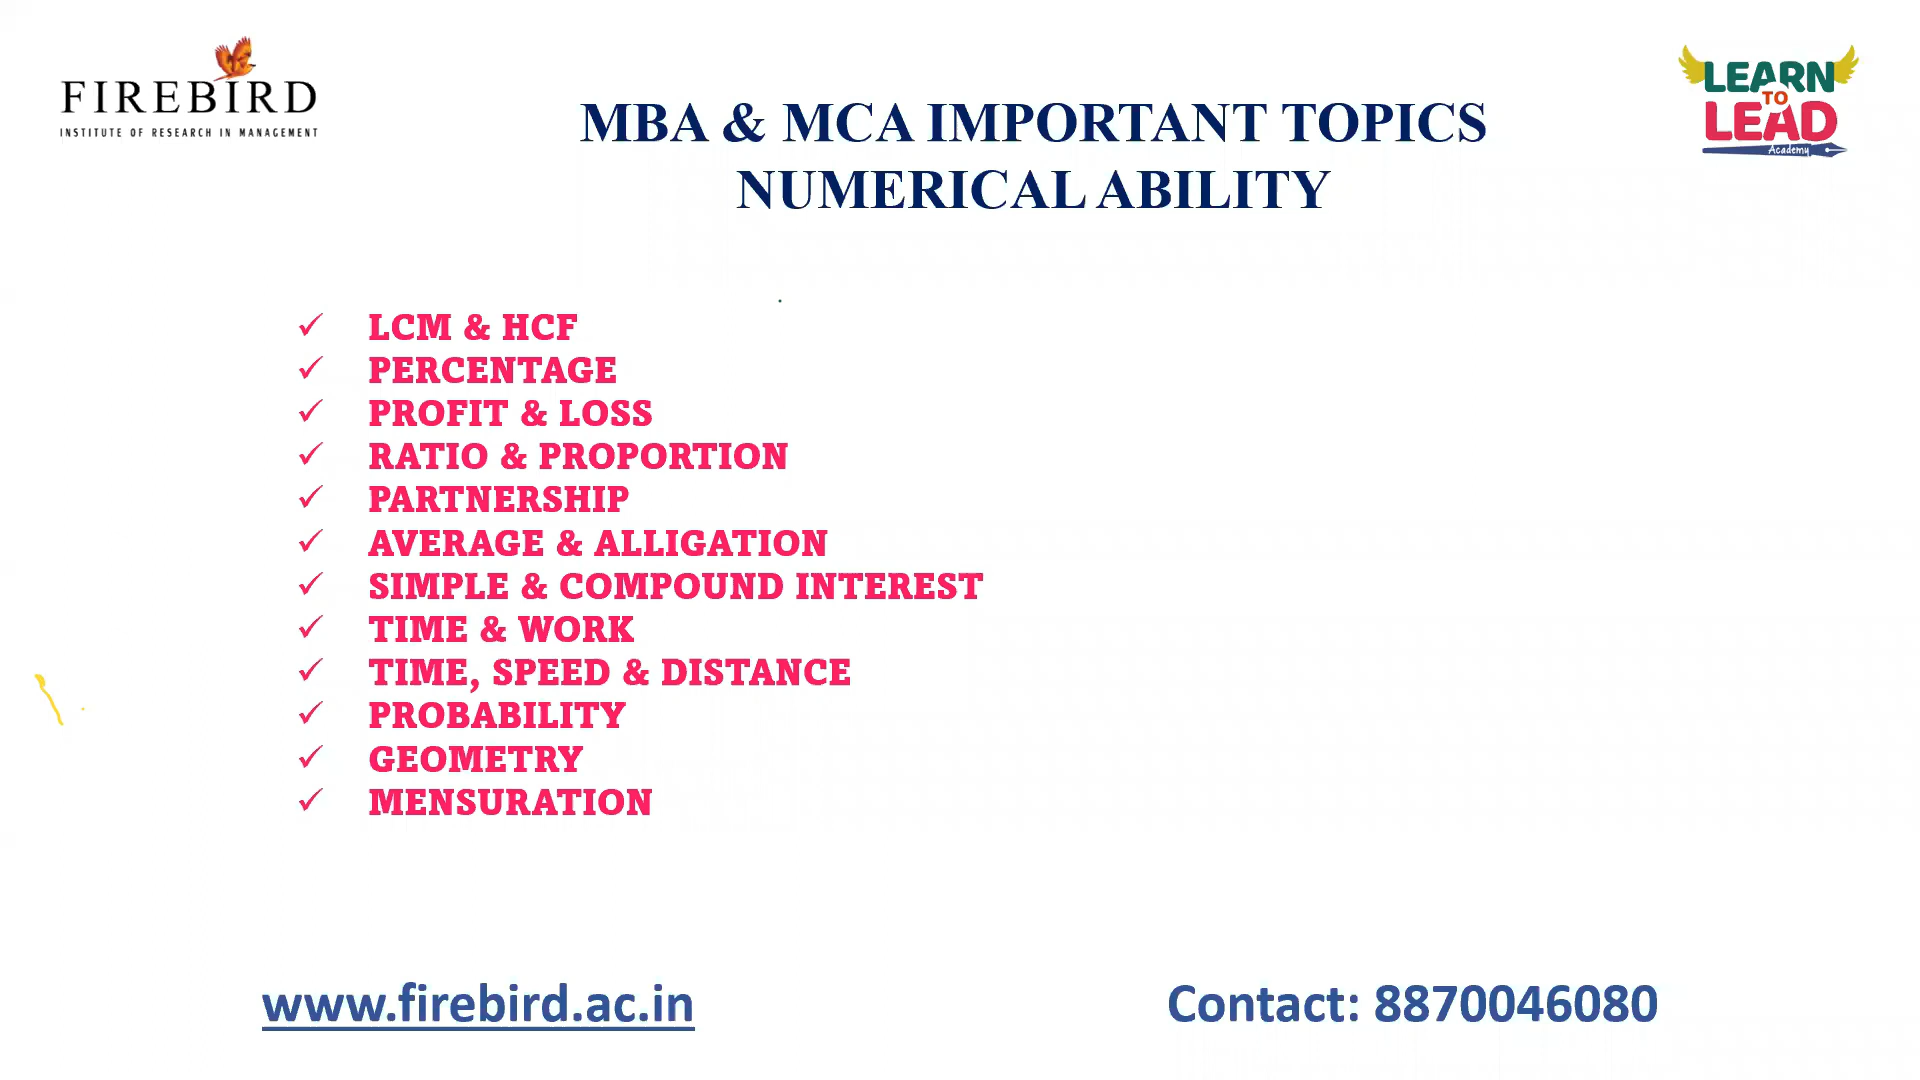 FIREBIRD
INSTITUTE OF RESEARCH IN MANAGEMENT
LEARN
TO
LEAD
Academy
MBA & MCA IMPORTANT TOPICS
NUMERICAL ABILITY
✓ LCM & HCF
✓ PERCENTAGE
✓ PROFIT & LOSS
✓ RATIO & PROPORTION
✓ PARTNERSHIP
✓ AVERAGE & ALLIGATION
✓ SIMPLE & COMPOUND INTEREST
✓ TIME & WORK
✓ TIME, SPEED & DISTANCE
✓ PROBABILITY
✓ GEOMETRY
✓ MENSURATION
www.firebird.ac.in
Contact: 8870046080